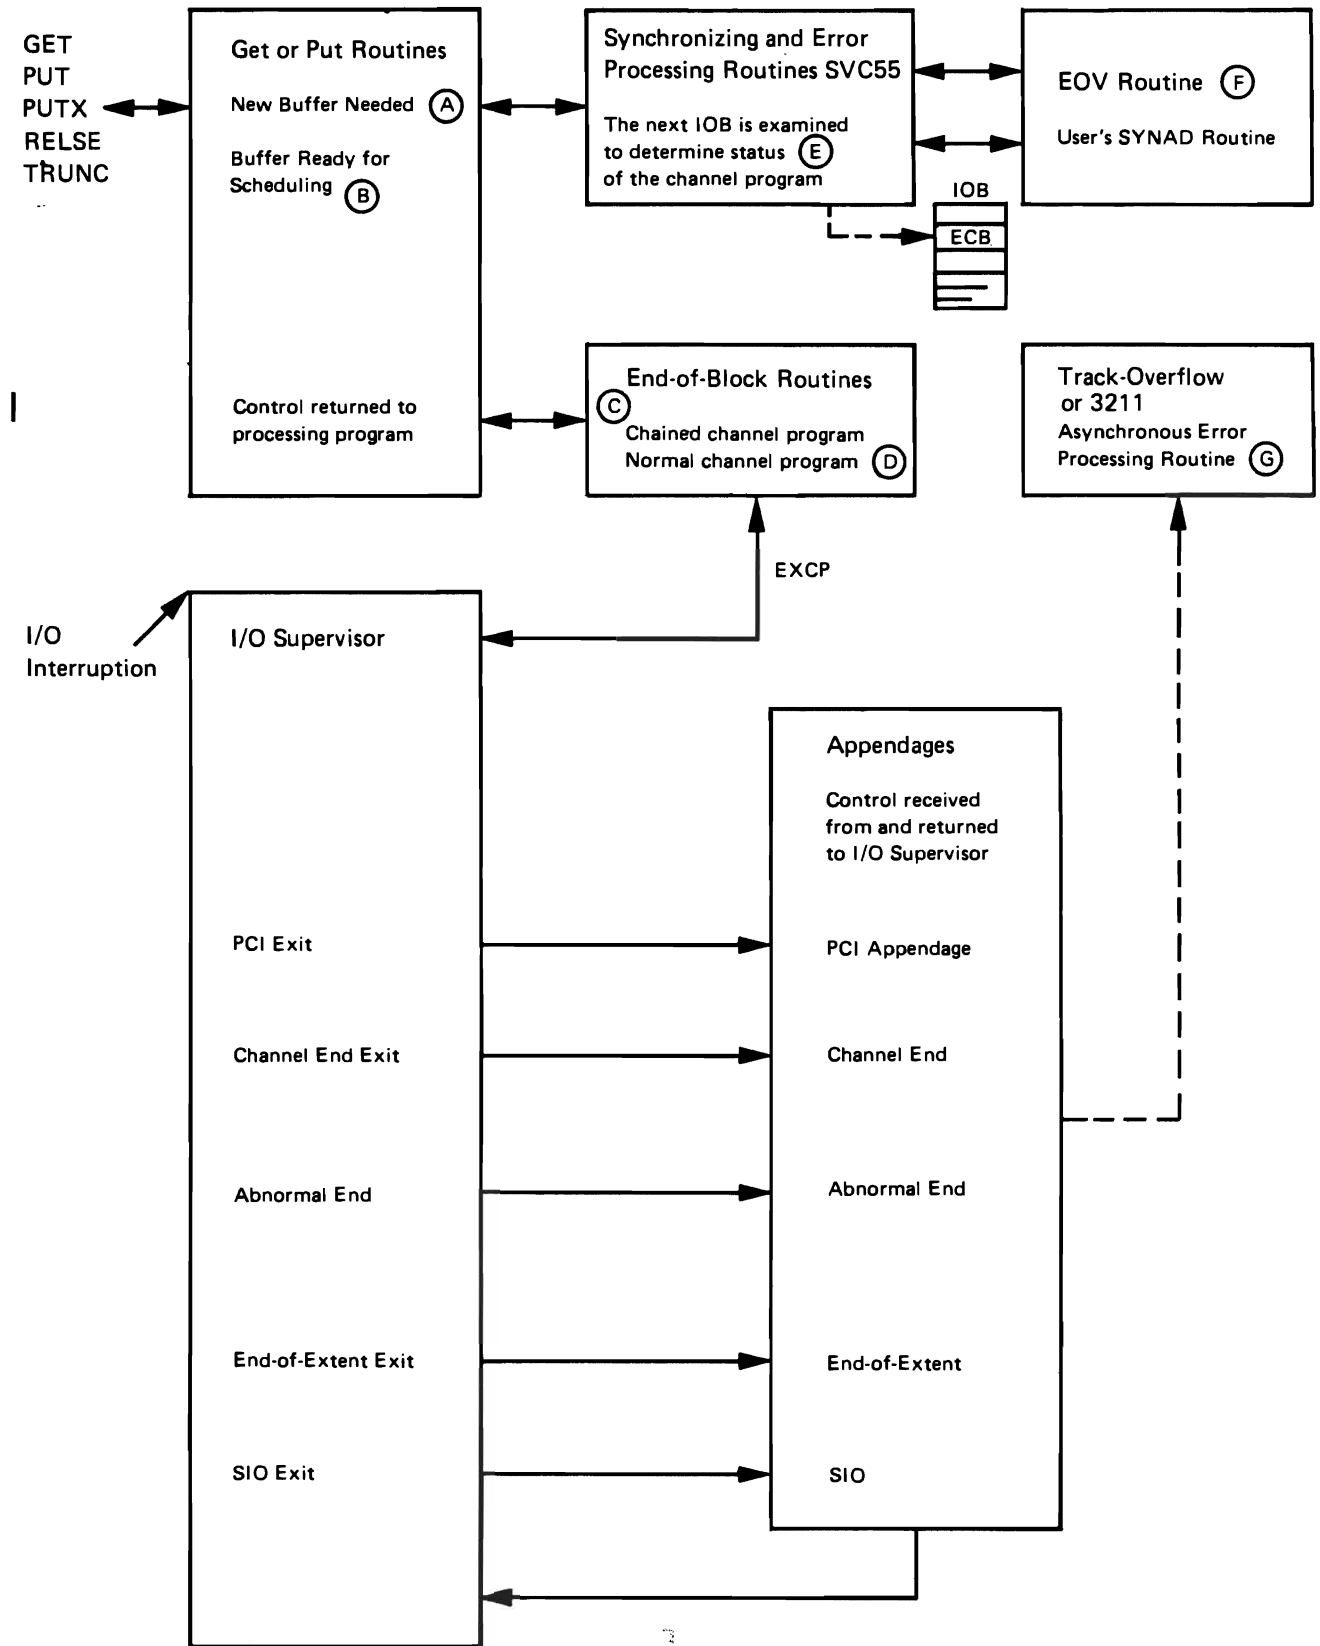 GET
PUT
PUTX
RELSE
TRUNC
Get or Put Routines
New Buffer Needed A
Buffer Ready for
Scheduling B
Control returned to
processing program
Synchronizing and Error
Processing Routines SVC55
The next IOB is examined
to determine status E
of the channel program
EOV Routine F
User's SYNAD Routine
IOB
ECB
End-of-Block Routines
C
Chained channel program
Normal channel program D
Track-Overflow
or 3211
Asynchronous Error
Processing Routine G
EXCP
I/O
Interruption
I/O Supervisor
PCI Exit
Channel End Exit
Abnormal End
End-of-Extent Exit
SIO Exit
Appendages
Control received
from and returned
to I/O Supervisor
PCI Appendage
Channel End
Abnormal End
End-of-Extent
SIO